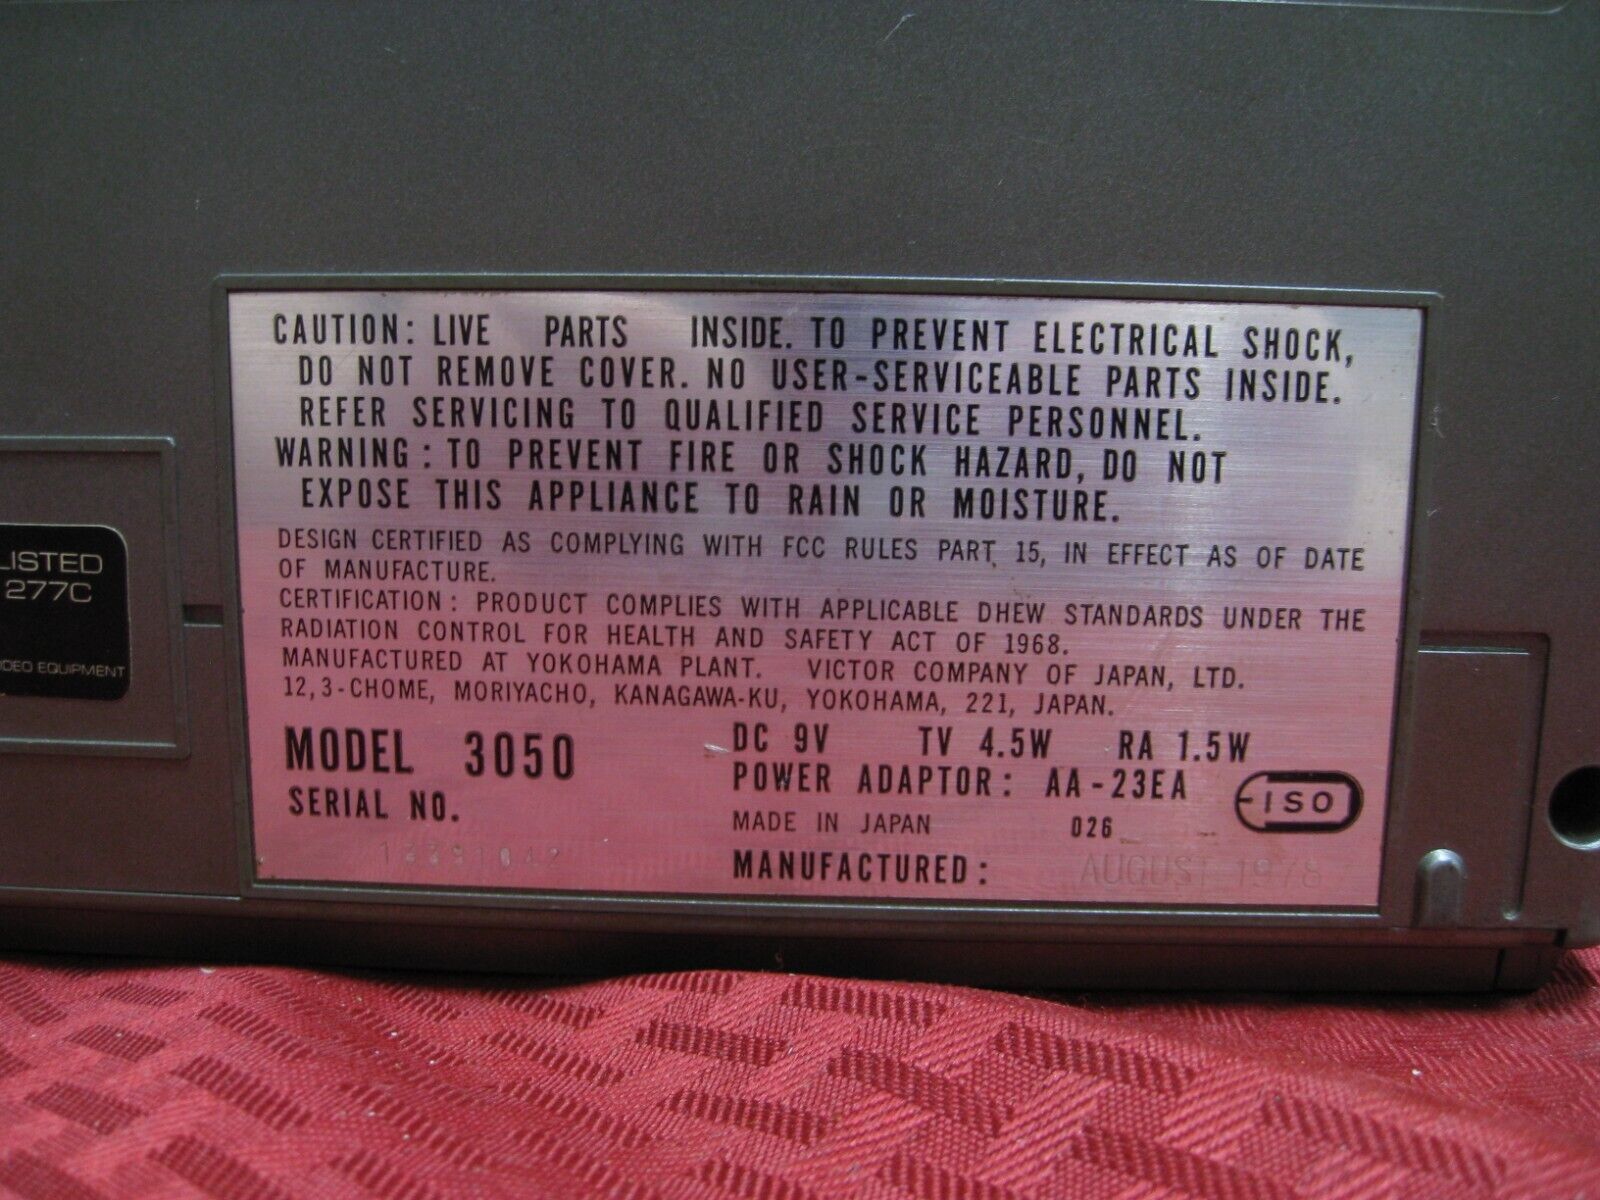 CAUTION: LIVE PARTS INSIDE. TO PREVENT ELECTRICAL SHOCK,
DO NOT REMOVE COVER. NO USER-SERVICEABLE PARTS INSIDE.
REFER SERVICING TO QUALIFIED SERVICE PERSONNEL.
WARNING: TO PREVENT FIRE OR SHOCK HAZARD, DO NOT
EXPOSE THIS APPLIANCE TO RAIN OR MOISTURE.
DESIGN CERTIFIED AS COMPLYING WITH FCC RULES PART 15, IN EFFECT AS OF DATE
OF MANUFACTURE.
CERTIFICATION: PRODUCT COMPLIES WITH APPLICABLE DHEW STANDARDS UNDER THE
RADIATION CONTROL FOR HEALTH AND SAFETY ACT OF 1968.
MANUFACTURED AT YOKOHAMA PLANT. VICTOR COMPANY OF JAPAN, LTD.
12, 3-CHOME, MORIYACHO, KANAGAWA-KU, YOKOHAMA, 221, JAPAN.
MODEL 3050
SERIAL NO.
DC 9V TV 4.5W RA 1.5W
POWER ADAPTOR: AA-23EA
ISO
MADE IN JAPAN 026
MANUFACTURED: AUGUST 1978
LISTED
277C
EQUIPMENT